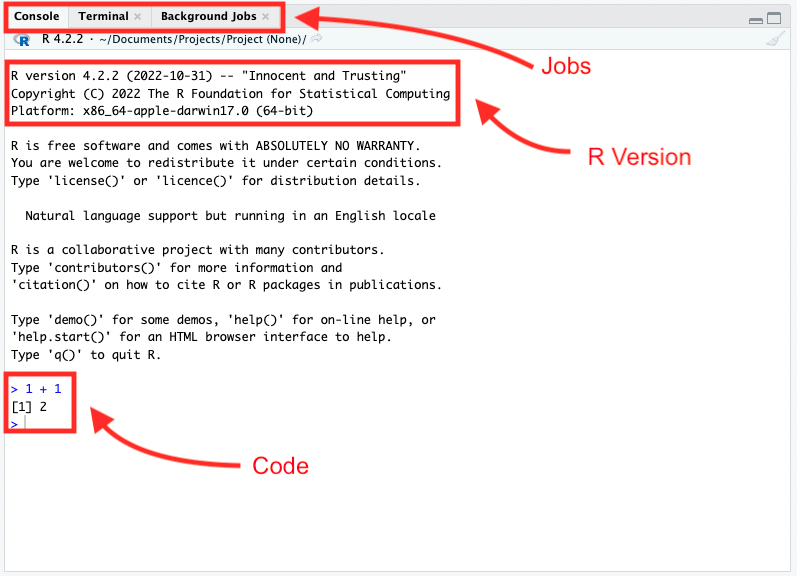 Console Terminal × Background Jobs ×
R R 4.2.2 · ~/Documents/Projects/Project (None)/
Jobs
R version 4.2.2 (2022-10-31) -- "Innocent and Trusting"
Copyright (C) 2022 The R Foundation for Statistical Computing
Platform: x86_64-apple-darwin17.0 (64-bit)
R Version
R is free software and comes with ABSOLUTELY NO WARRANTY.
You are welcome to redistribute it under certain conditions.
Type 'license()' or 'licence()' for distribution details.
Natural language support but running in an English locale
R is a collaborative project with many contributors.
Type 'contributors()' for more information and
'citation()' on how to cite R or R packages in publications.
Type 'demo()' for some demos, 'help()' for on-line help, or
'help.start()' for an HTML browser interface to help.
Type 'q()' to quit R.
> 1 + 1
[1] 2
>
Code